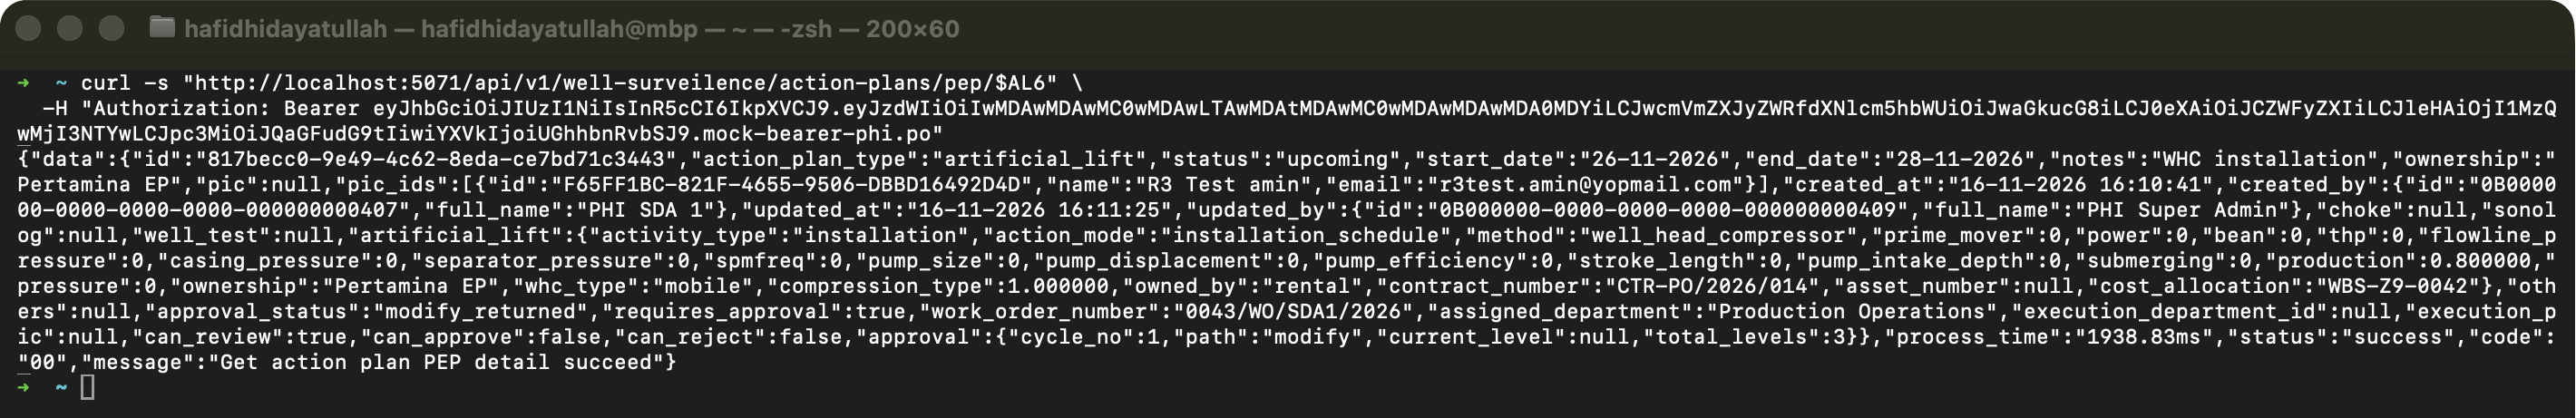 hafidhidayatullah — hafidhidayatullah@mbp — ~ — -zsh — 200×60
➜  ~ curl -s "http://localhost:5071/api/v1/well-surveilence/action-plans/pep/$AL6" \
  -H "Authorization: Bearer eyJhbGciOiJIUzI1NiIsInR5cCI6IkpXVCJ9.eyJzdWIiOiIwMDAwMDAwMC0wMDAwLTAwMDAtMDAwMC0wMDAwMDAwMDA0MDYiLCJwcmVmZXJyZWRfdXNlcm5hbWUiOiJwaGkucG8iLCJ0eXAiOiJCZWFyZXIiLCJleHAiOjI1MzQ
wMjI3NTYwLCJpc3MiOiJQaGFudG9tIiwiYXVkIjoiUGhhbnRvbSJ9.mock-bearer-phi.po"
{"data":{"id":"817becc0-9e49-4c62-8eda-ce7bd71c3443","action_plan_type":"artificial_lift","status":"upcoming","start_date":"26-11-2026","end_date":"28-11-2026","notes":"WHC installation","ownership":"
Pertamina EP","pic":null,"pic_ids":[{"id":"F65FF1BC-821F-4655-9506-DBBD16492D4D","name":"R3 Test amin","email":"r3test.amin@yopmail.com"}],"created_at":"16-11-2026 16:10:41","created_by":{"id":"0B0000
00-0000-0000-0000-000000000407","full_name":"PHI SDA 1"},"updated_at":"16-11-2026 16:11:25","updated_by":{"id":"0B000000-0000-0000-0000-000000000409","full_name":"PHI Super Admin"},"choke":null,"sonol
og":null,"well_test":null,"artificial_lift":{"activity_type":"installation","action_mode":"installation_schedule","method":"well_head_compressor","prime_mover":0,"power":0,"bean":0,"thp":0,"flowline_p
ressure":0,"casing_pressure":0,"separator_pressure":0,"spmfreq":0,"pump_size":0,"pump_displacement":0,"pump_efficiency":0,"stroke_length":0,"pump_intake_depth":0,"submerging":0,"production":0.800000,"
pressure":0,"ownership":"Pertamina EP","whc_type":"mobile","compression_type":1.000000,"owned_by":"rental","contract_number":"CTR-PO/2026/014","asset_number":null,"cost_allocation":"WBS-Z9-0042"},"oth
ers":null,"approval_status":"modify_returned","requires_approval":true,"work_order_number":"0043/WO/SDA1/2026","assigned_department":"Production Operations","execution_department_id":null,"execution_p
ic":null,"can_review":true,"can_approve":false,"can_reject":false,"approval":{"cycle_no":1,"path":"modify","current_level":null,"total_levels":3}},"process_time":"1938.83ms","status":"success","code":
"00","message":"Get action plan PEP detail succeed"}
➜  ~